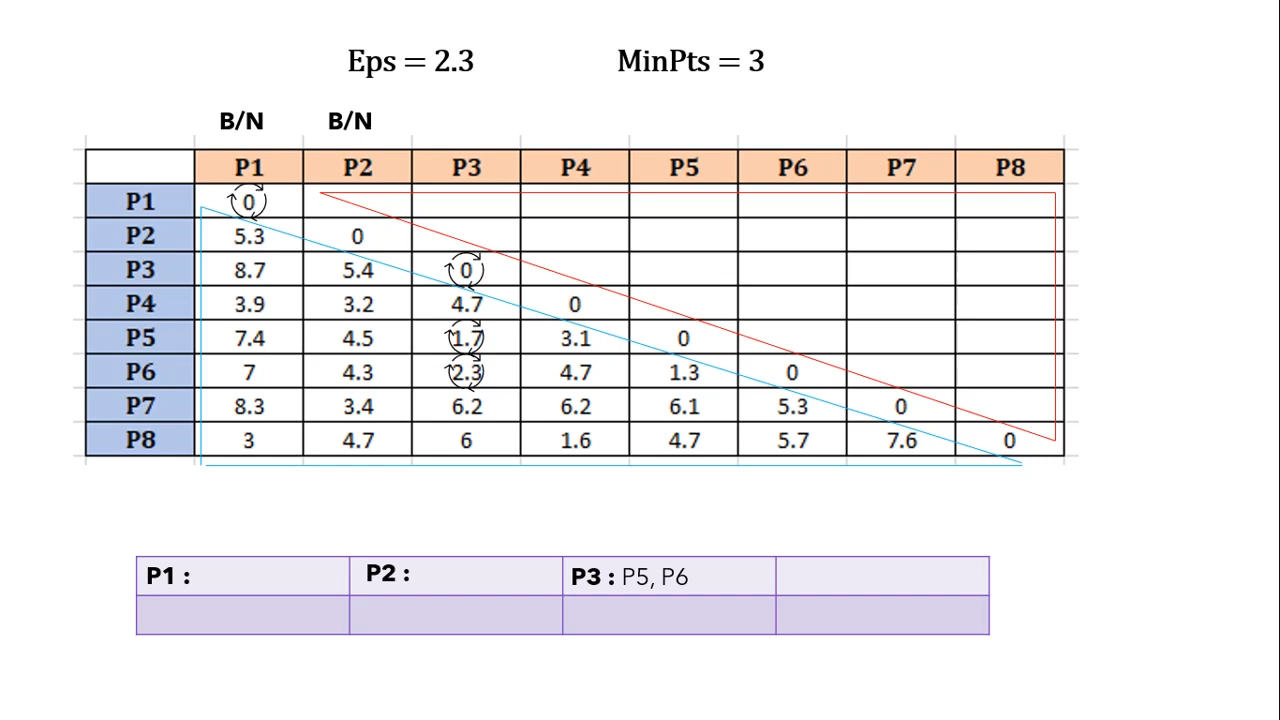 Eps = 2.3 MinPts = 3
B/N B/N
P1 P2 P3 P4 P5 P6 P7 P8
P1 0
P2 5.3 0
P3 8.7 5.4 0
P4 3.9 3.2 4.7 0
P5 7.4 4.5 1.7 3.1 0
P6 7 4.3 2.3 4.7 1.3 0
P7 8.3 3.4 6.2 6.2 6.1 5.3 0
P8 3 4.7 6 1.6 4.7 5.7 7.6 0
P1 : P2 : P3 : P5, P6